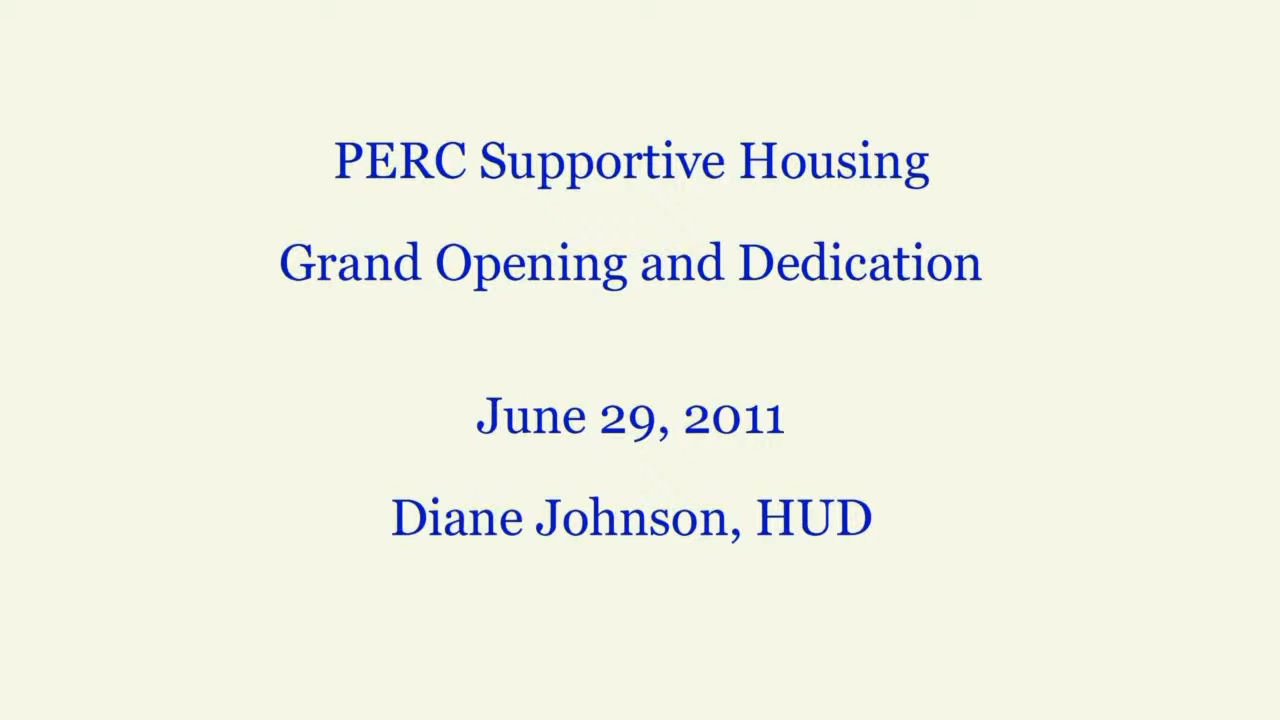 PERC Supportive Housing
Grand Opening and Dedication
June 29, 2011
Diane Johnson, HUD